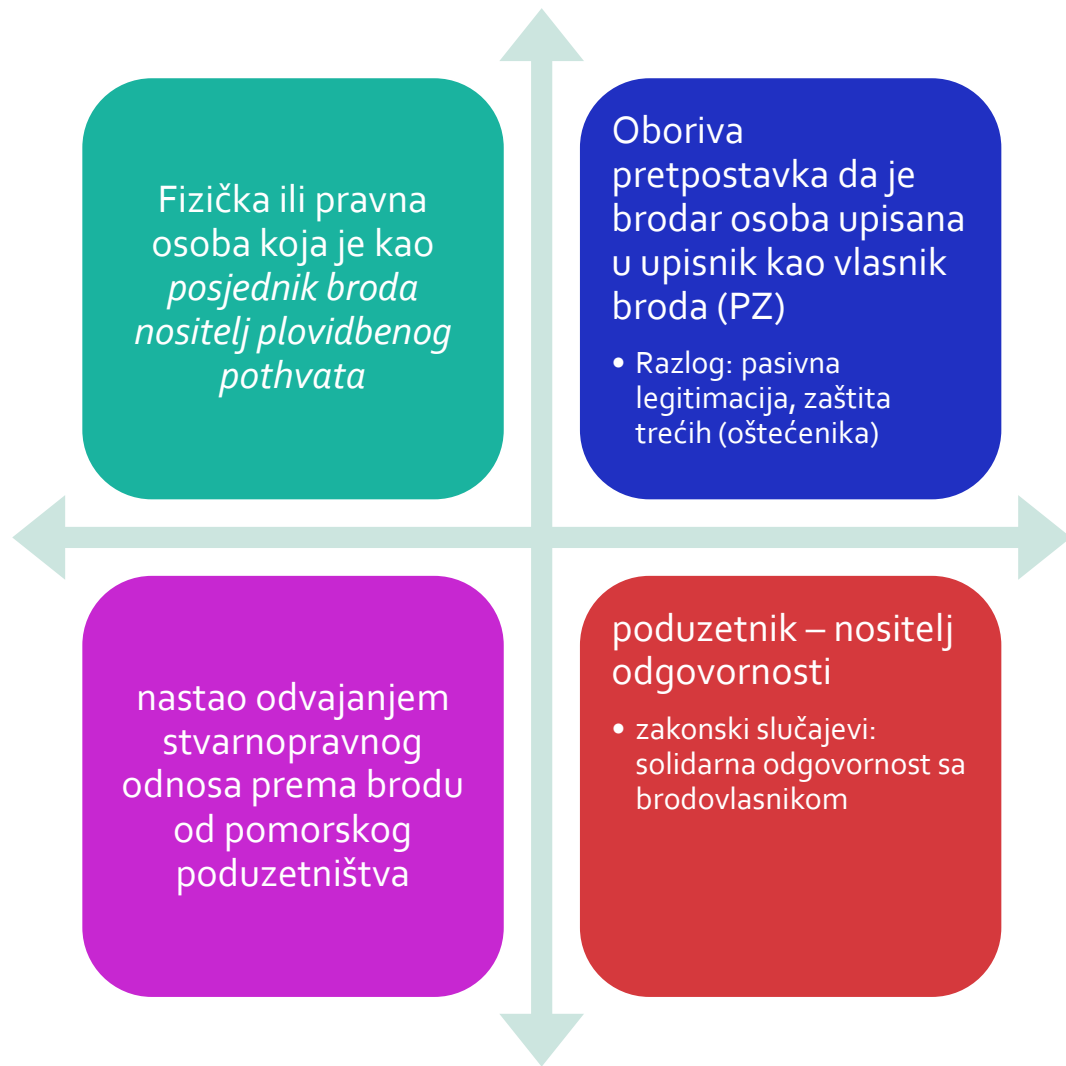 Fizička ili pravna
osoba koja je kao
posjednik broda
nositelj plovidbenog
pothvata
Oboriva
pretpostavka da je
brodar osoba upisana
u upisnik kao vlasnik
broda (PZ)
• Razlog: pasivna
legitimacija, zaštita
trećih (oštećenika)
nastao odvajanjem
stvarnopravnog
odnosa prema brodu
od pomorskog
poduzetništva
poduzetnik – nositelj
odgovornosti
• zakonski slučajevi:
solidarna odgovornost sa
brodovlasnikom